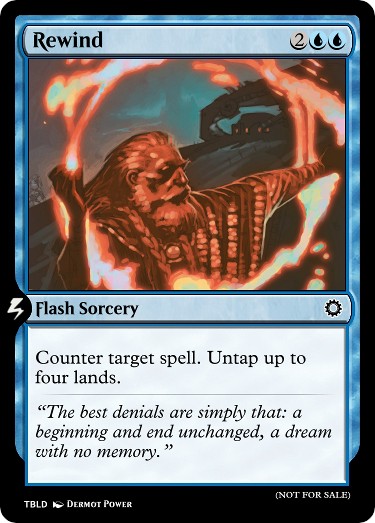 Rewind 2
Flash Sorcery
Counter target spell. Untap up to
four lands.
“The best denials are simply that: a
beginning and end unchanged, a dream
with no memory.”
(NOT FOR SALE)
TBLD DERMOT POWER